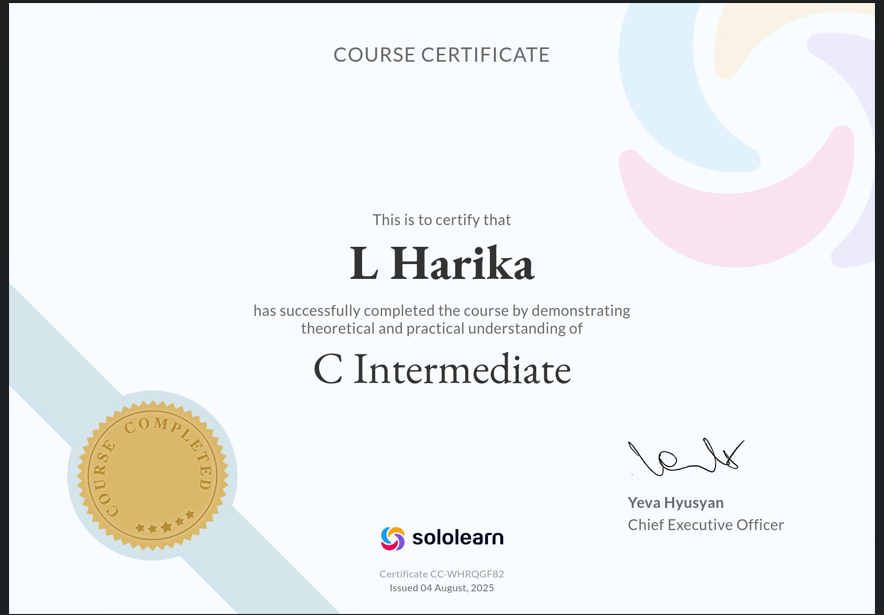 COURSE CERTIFICATE
This is to certify that
L Harika
has successfully completed the course by demonstrating
theoretical and practical understanding of
C Intermediate
COURSE COMPLETED
Yeva Hyusyan
Chief Executive Officer
sololearn
Certificate CC-WHRQGF82
Issued 04 August, 2025